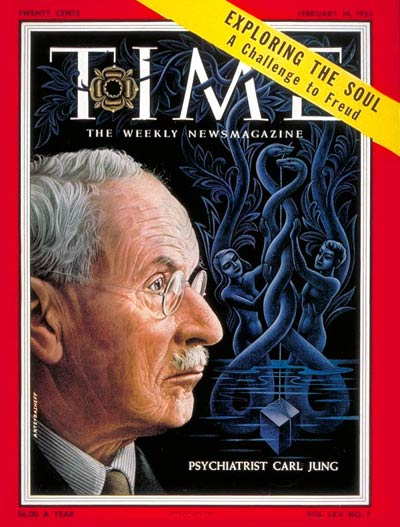 TWENTY CENTS
FEBRUARY 14, 1955
EXPLORING THE SOUL
A Challenge to Freud
TIME
THE WEEKLY NEWSMAGAZINE
ARTZYBASHEFF
PSYCHIATRIST CARL JUNG
$6.00 A YEAR
VOL. LXV NO. 7